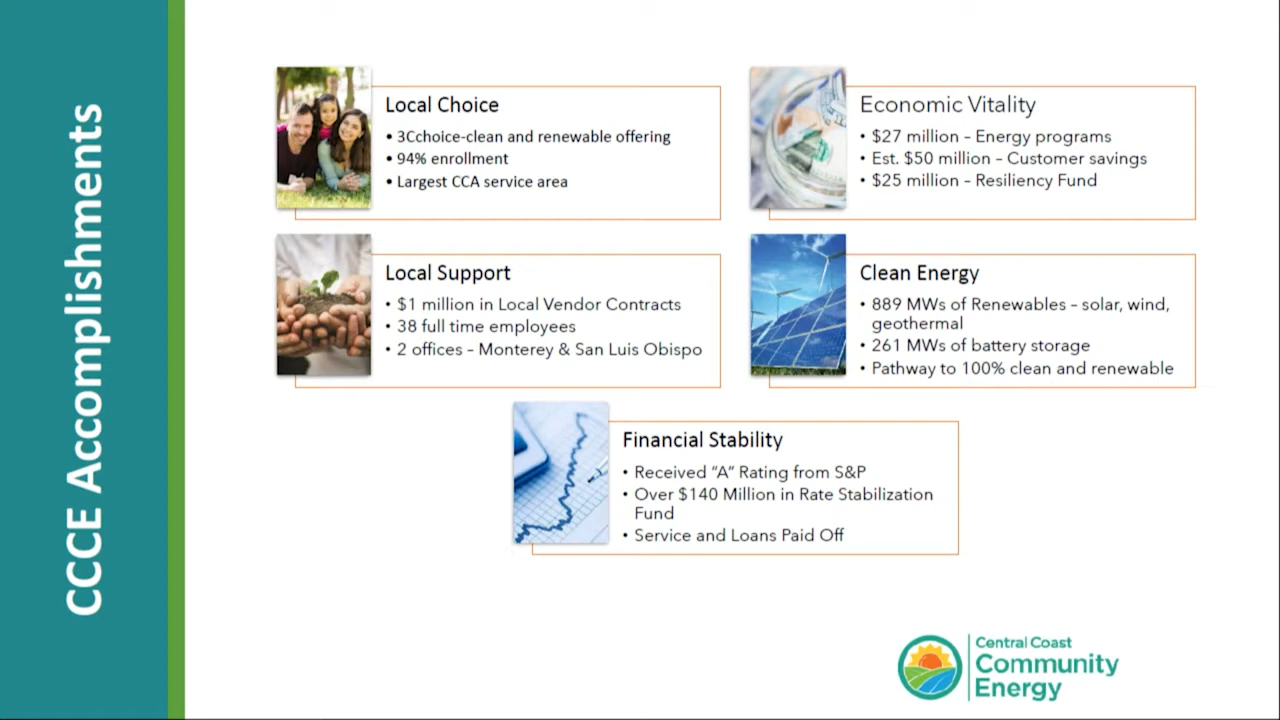 CCCE Accomplishments
Local Choice
• 3Cchoice-clean and renewable offering
• 94% enrollment
• Largest CCA service area
Economic Vitality
• $27 million – Energy programs
• Est. $50 million – Customer savings
• $25 million – Resiliency Fund
Local Support
• $1 million in Local Vendor Contracts
• 38 full time employees
• 2 offices – Monterey & San Luis Obispo
Clean Energy
• 889 MWs of Renewables – solar, wind,
geothermal
• 261 MWs of battery storage
• Pathway to 100% clean and renewable
Financial Stability
• Received “A” Rating from S&P
• Over $140 Million in Rate Stabilization
Fund
• Service and Loans Paid Off
Central Coast
Community
Energy